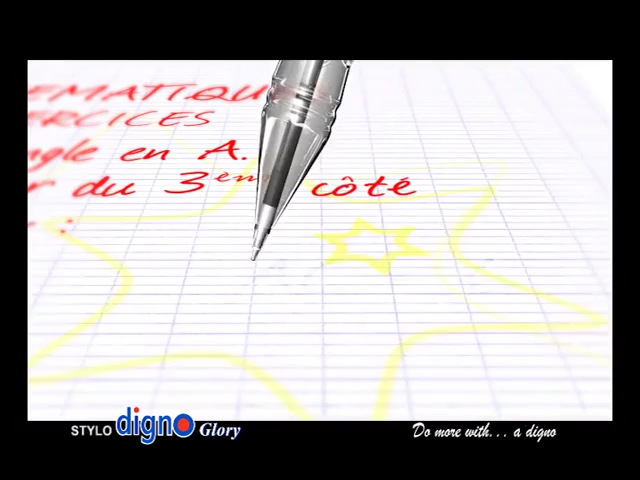 EMATIQU
ERCICES
ngle en A.
r du 3ème côté
:
STYLO digno Glory
Do more with... a digno